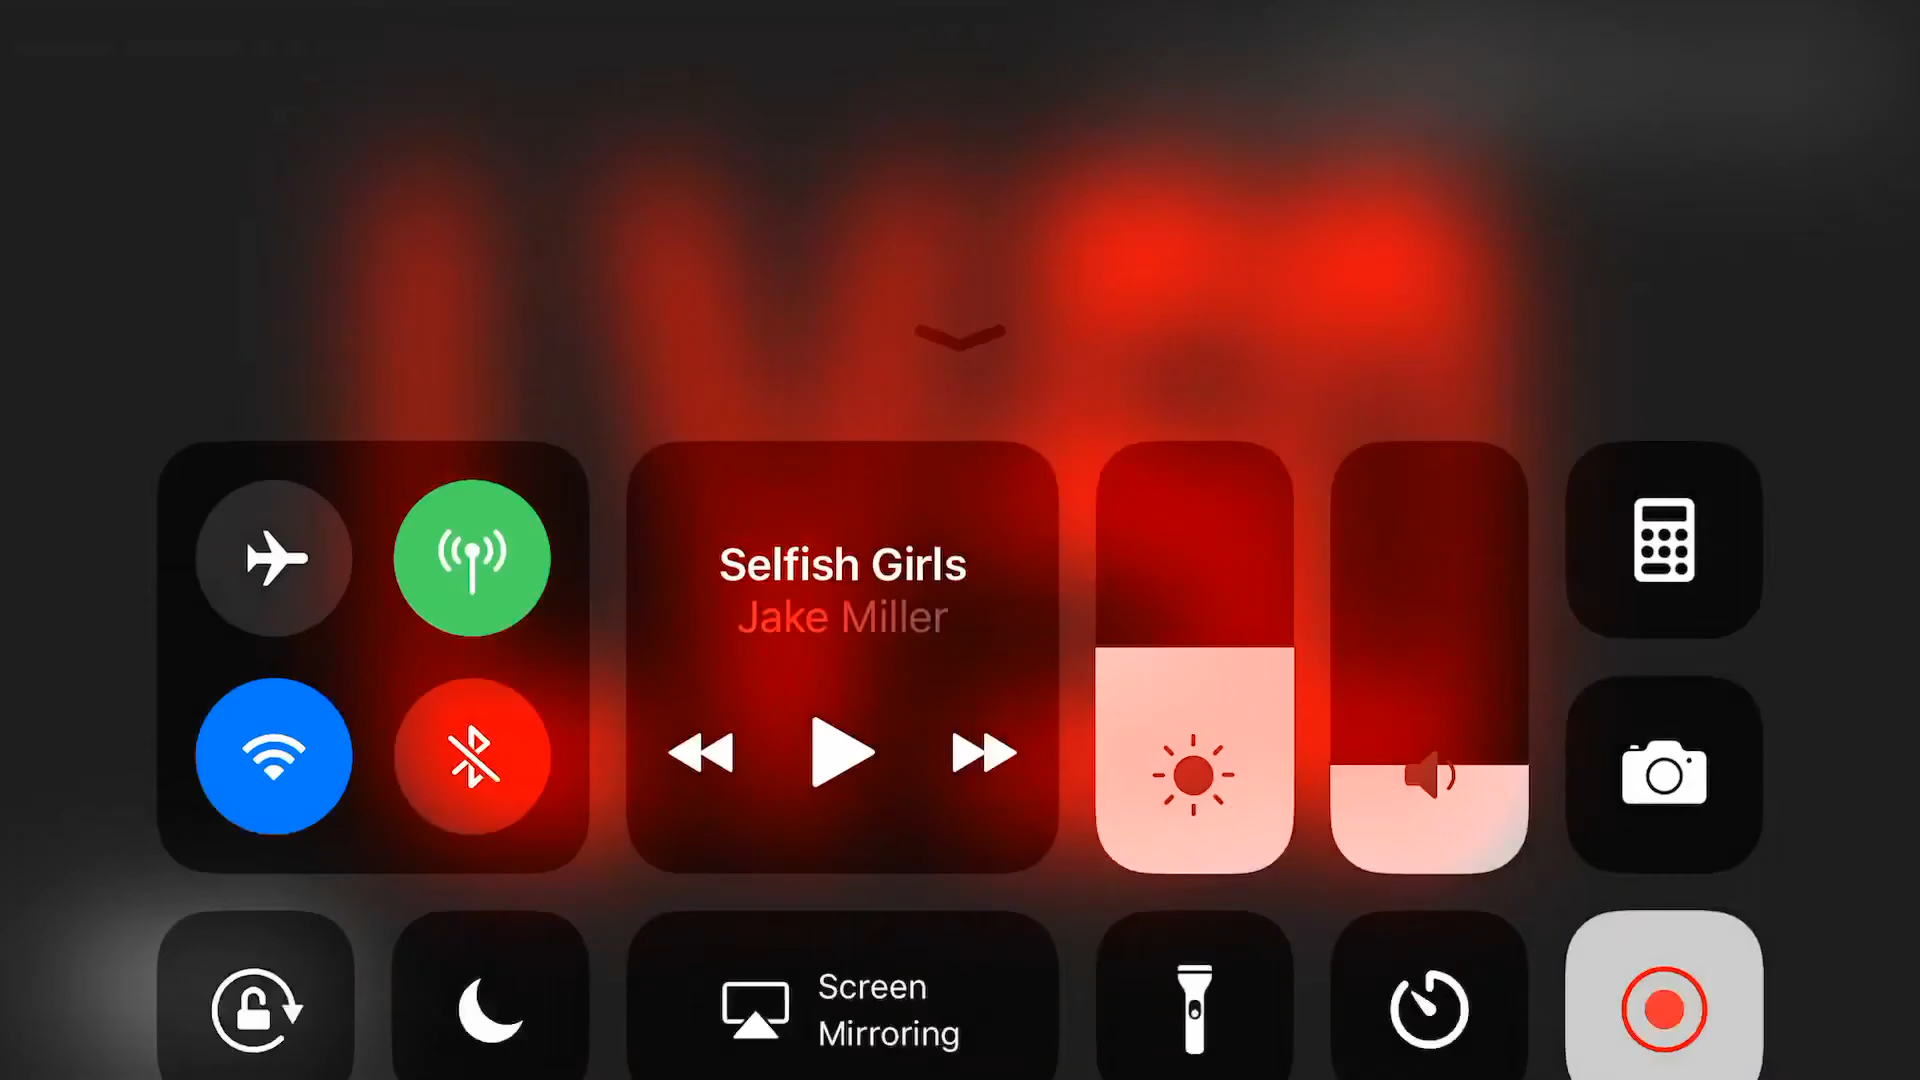 Selfish Girls
Jake Miller
Screen
Mirroring